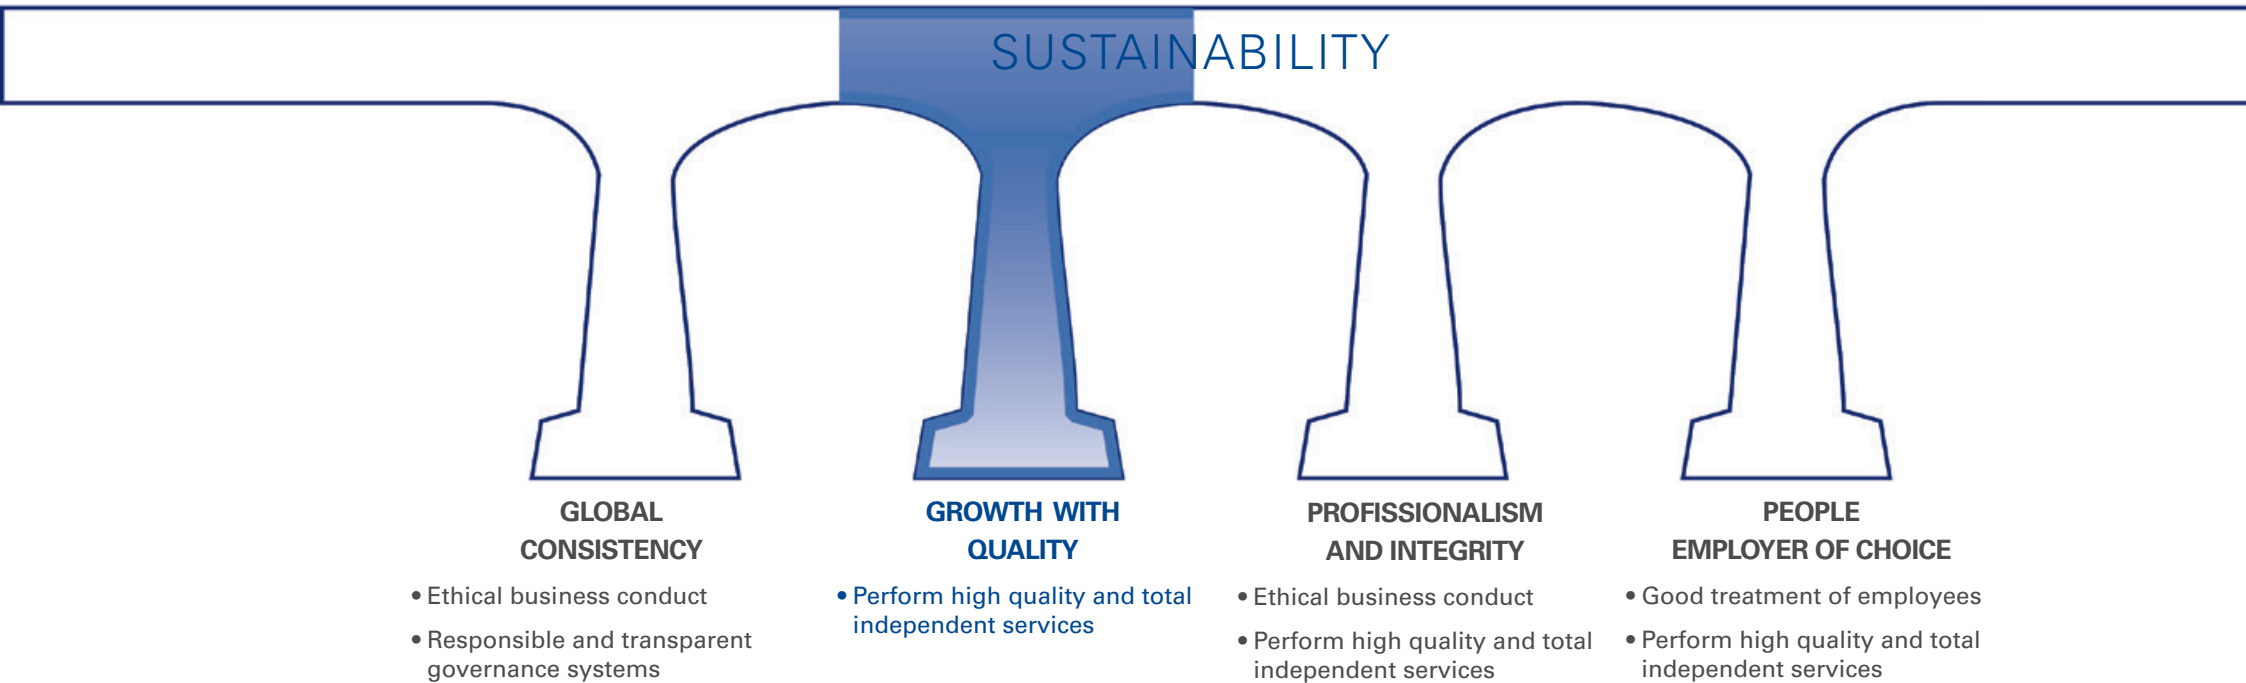 SUSTAINABILITY
GLOBAL
CONSISTENCY
• Ethical business conduct
• Responsible and transparent
governance systems
GROWTH WITH
QUALITY
• Perform high quality and total
independent services
PROFISSIONALISM
AND INTEGRITY
• Ethical business conduct
• Perform high quality and total
independent services
PEOPLE
EMPLOYER OF CHOICE
• Good treatment of employees
• Perform high quality and total
independent services